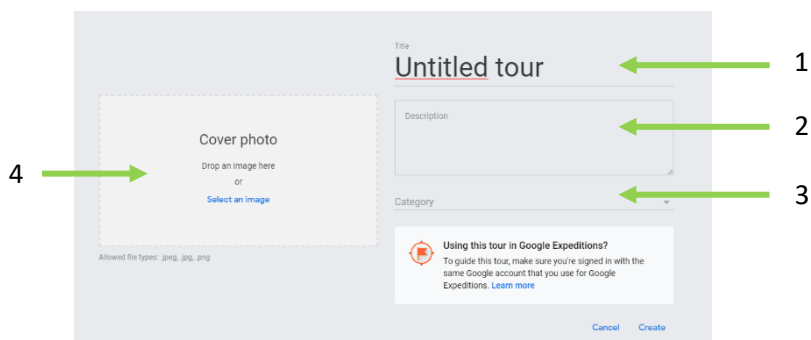 Title
Untitled tour
1
Description
2
Cover photo
Drop an image here
or
Select an image
4
Category
3
Allowed file types: .jpeg, .jpg, .png
Using this tour in Google Expeditions?
To guide this tour, make sure you're signed in with the
same Google account that you use for Google
Expeditions. Learn more
Cancel Create